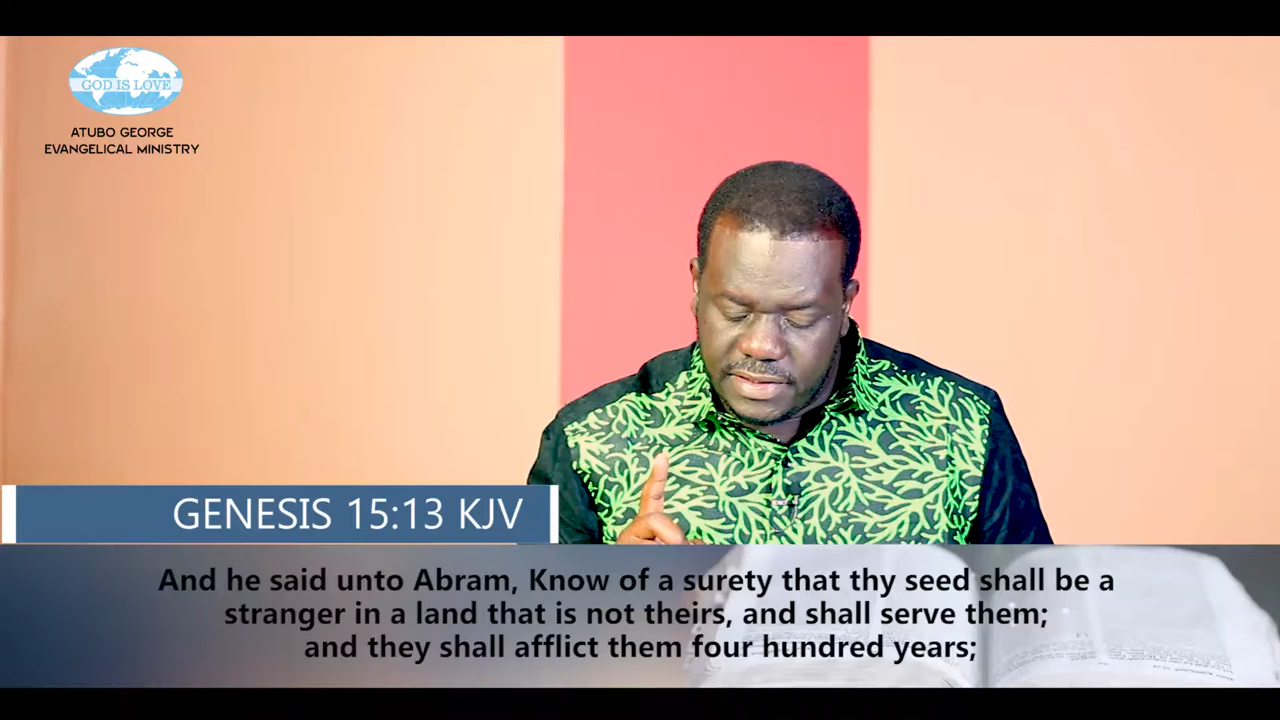 GOD IS LOVE
ATUBO GEORGE
EVANGELICAL MINISTRY
GENESIS 15:13 KJV
And he said unto Abram, Know of a surety that thy seed shall be a
stranger in a land that is not theirs, and shall serve them;
and they shall afflict them four hundred years;